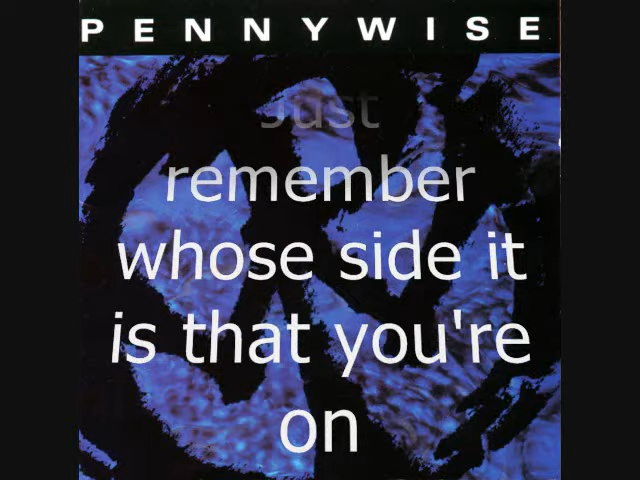 PENNYWISE
Just
remember
whose side it
is that you're
on